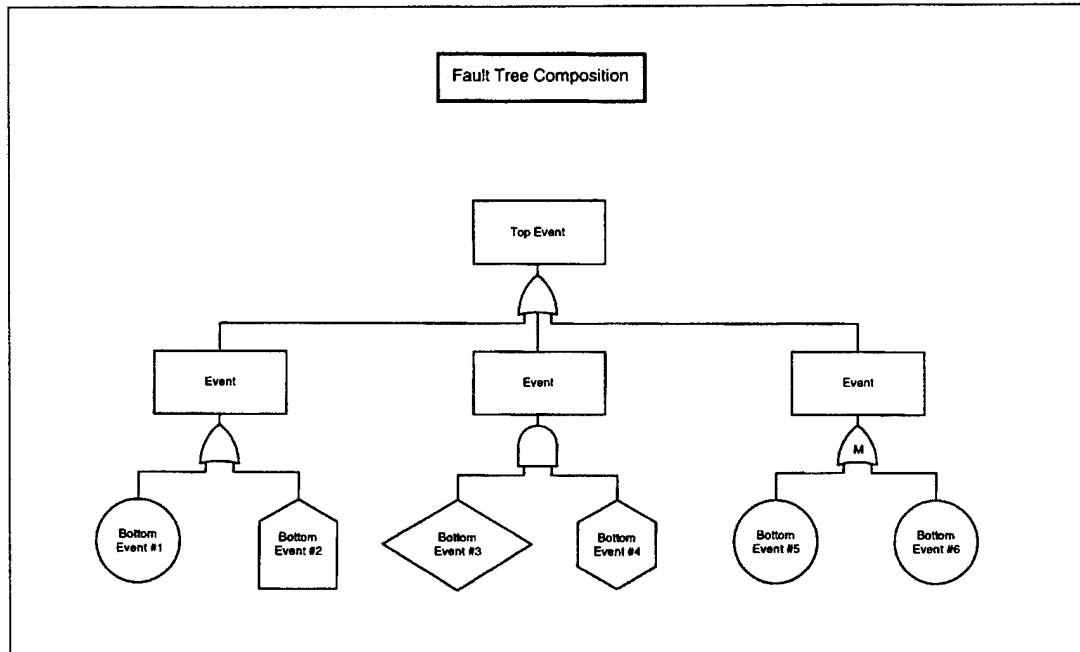 Fault Tree Composition
Top Event
Event
Event
Event
M
Bottom
Event #1
Bottom
Event #2
Bottom
Event #3
Bottom
Event #4
Bottom
Event #5
Bottom
Event #6